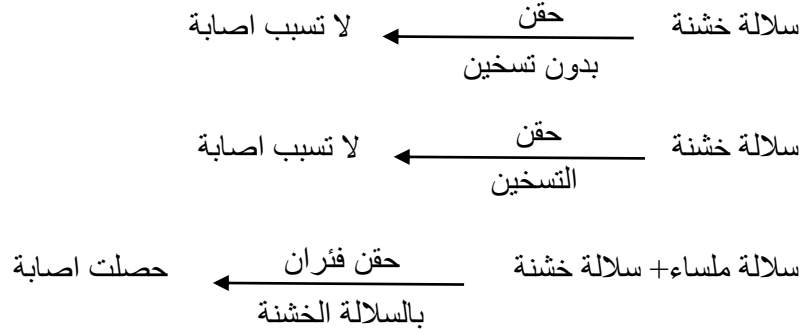 سلالة خشنة حقن لا تسبب اصابة
بدون تسخين
سلالة خشنة حقن لا تسبب اصابة
التسخين
سلالة ملساء+ سلالة خشنة حقن فئران حصلت اصابة
بالسلالة الخشنة